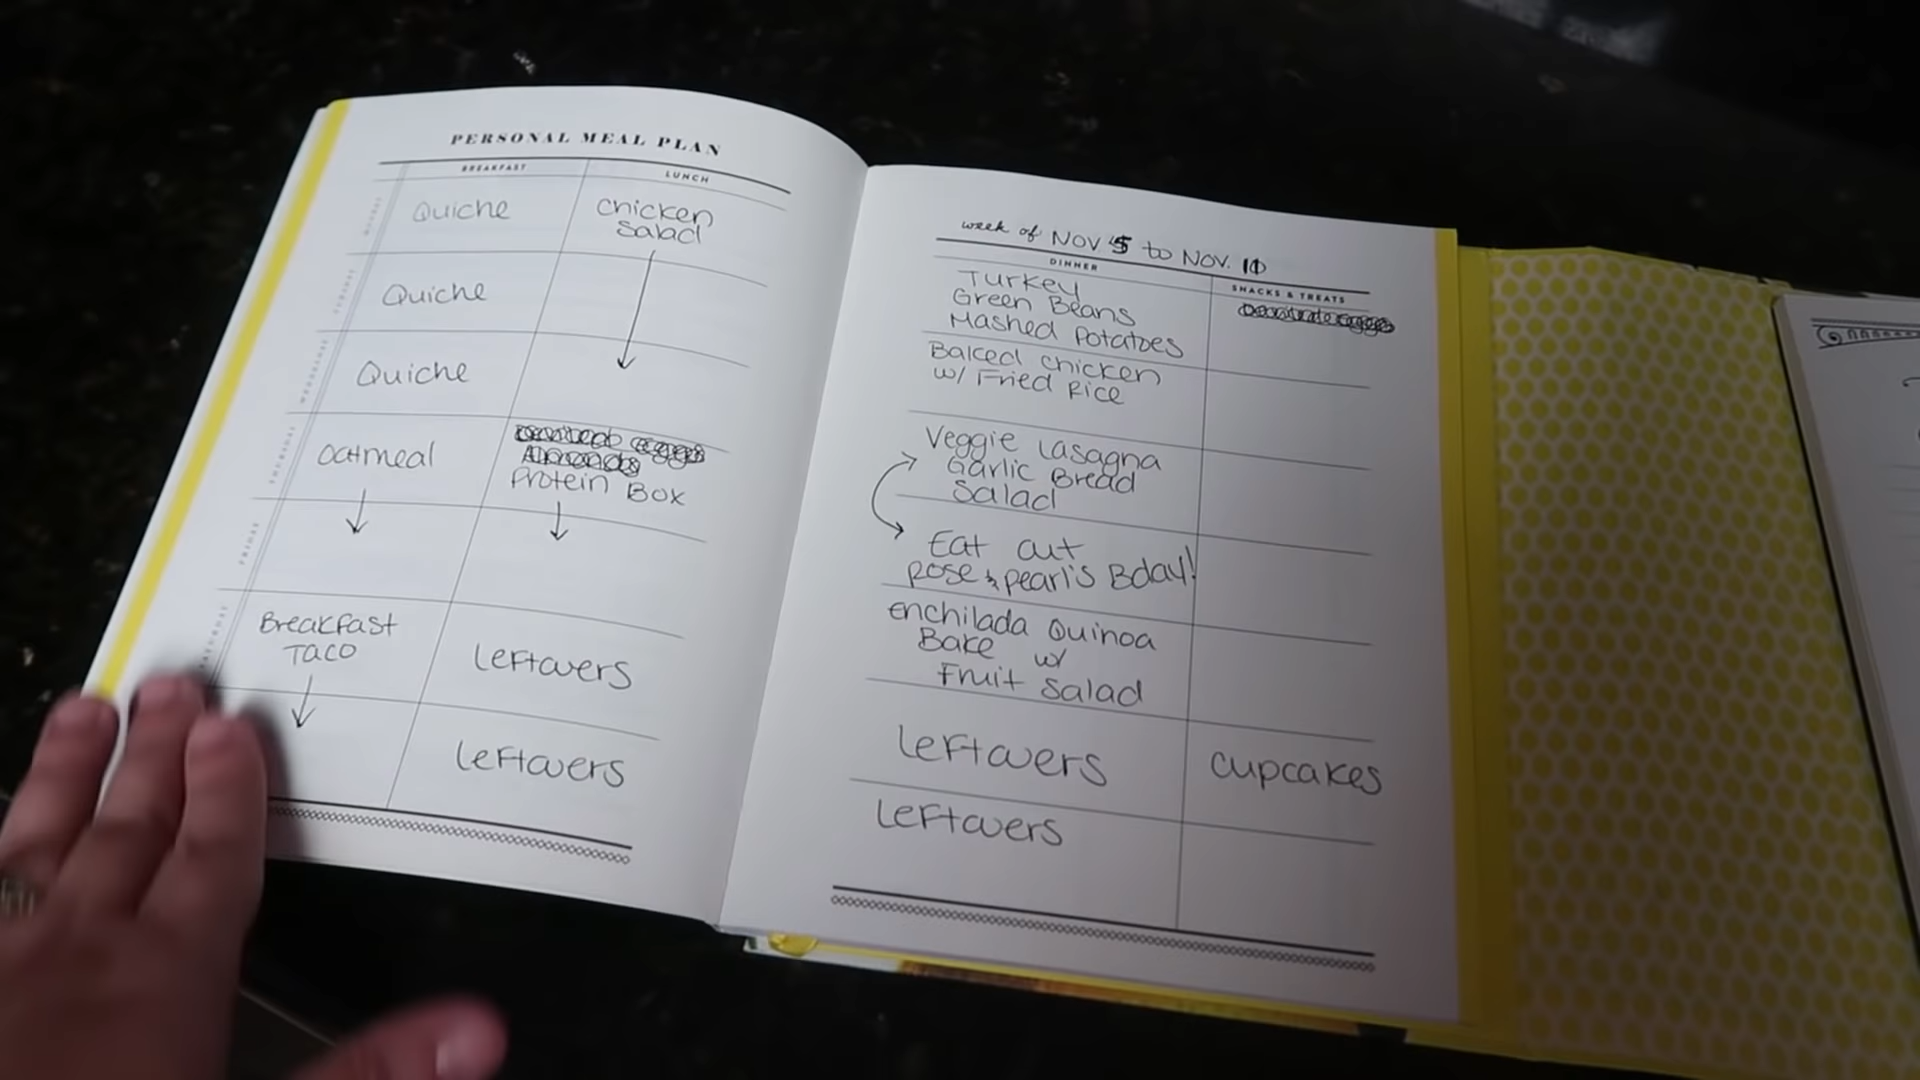 PERSONAL MEAL PLAN
BREAKFAST
LUNCH
Quiche
Chicken
Salad
Quiche
Quiche
Oatmeal
Protein Box
FRIDAY
Breakfast
Taco
Leftovers
Leftovers
week of Nov 5 to Nov. 10
DINNER
SNACKS & TREATS
Turkey
Green Beans
Mashed Potatoes
Baked Chicken
w/ Fried Rice
Veggie Lasagna
Garlic Bread
Salad
Eat out
Rose & Pearl's Bday!
Enchilada Quinoa
Bake w/
Fruit Salad
Leftovers
Cupcakes
Leftovers